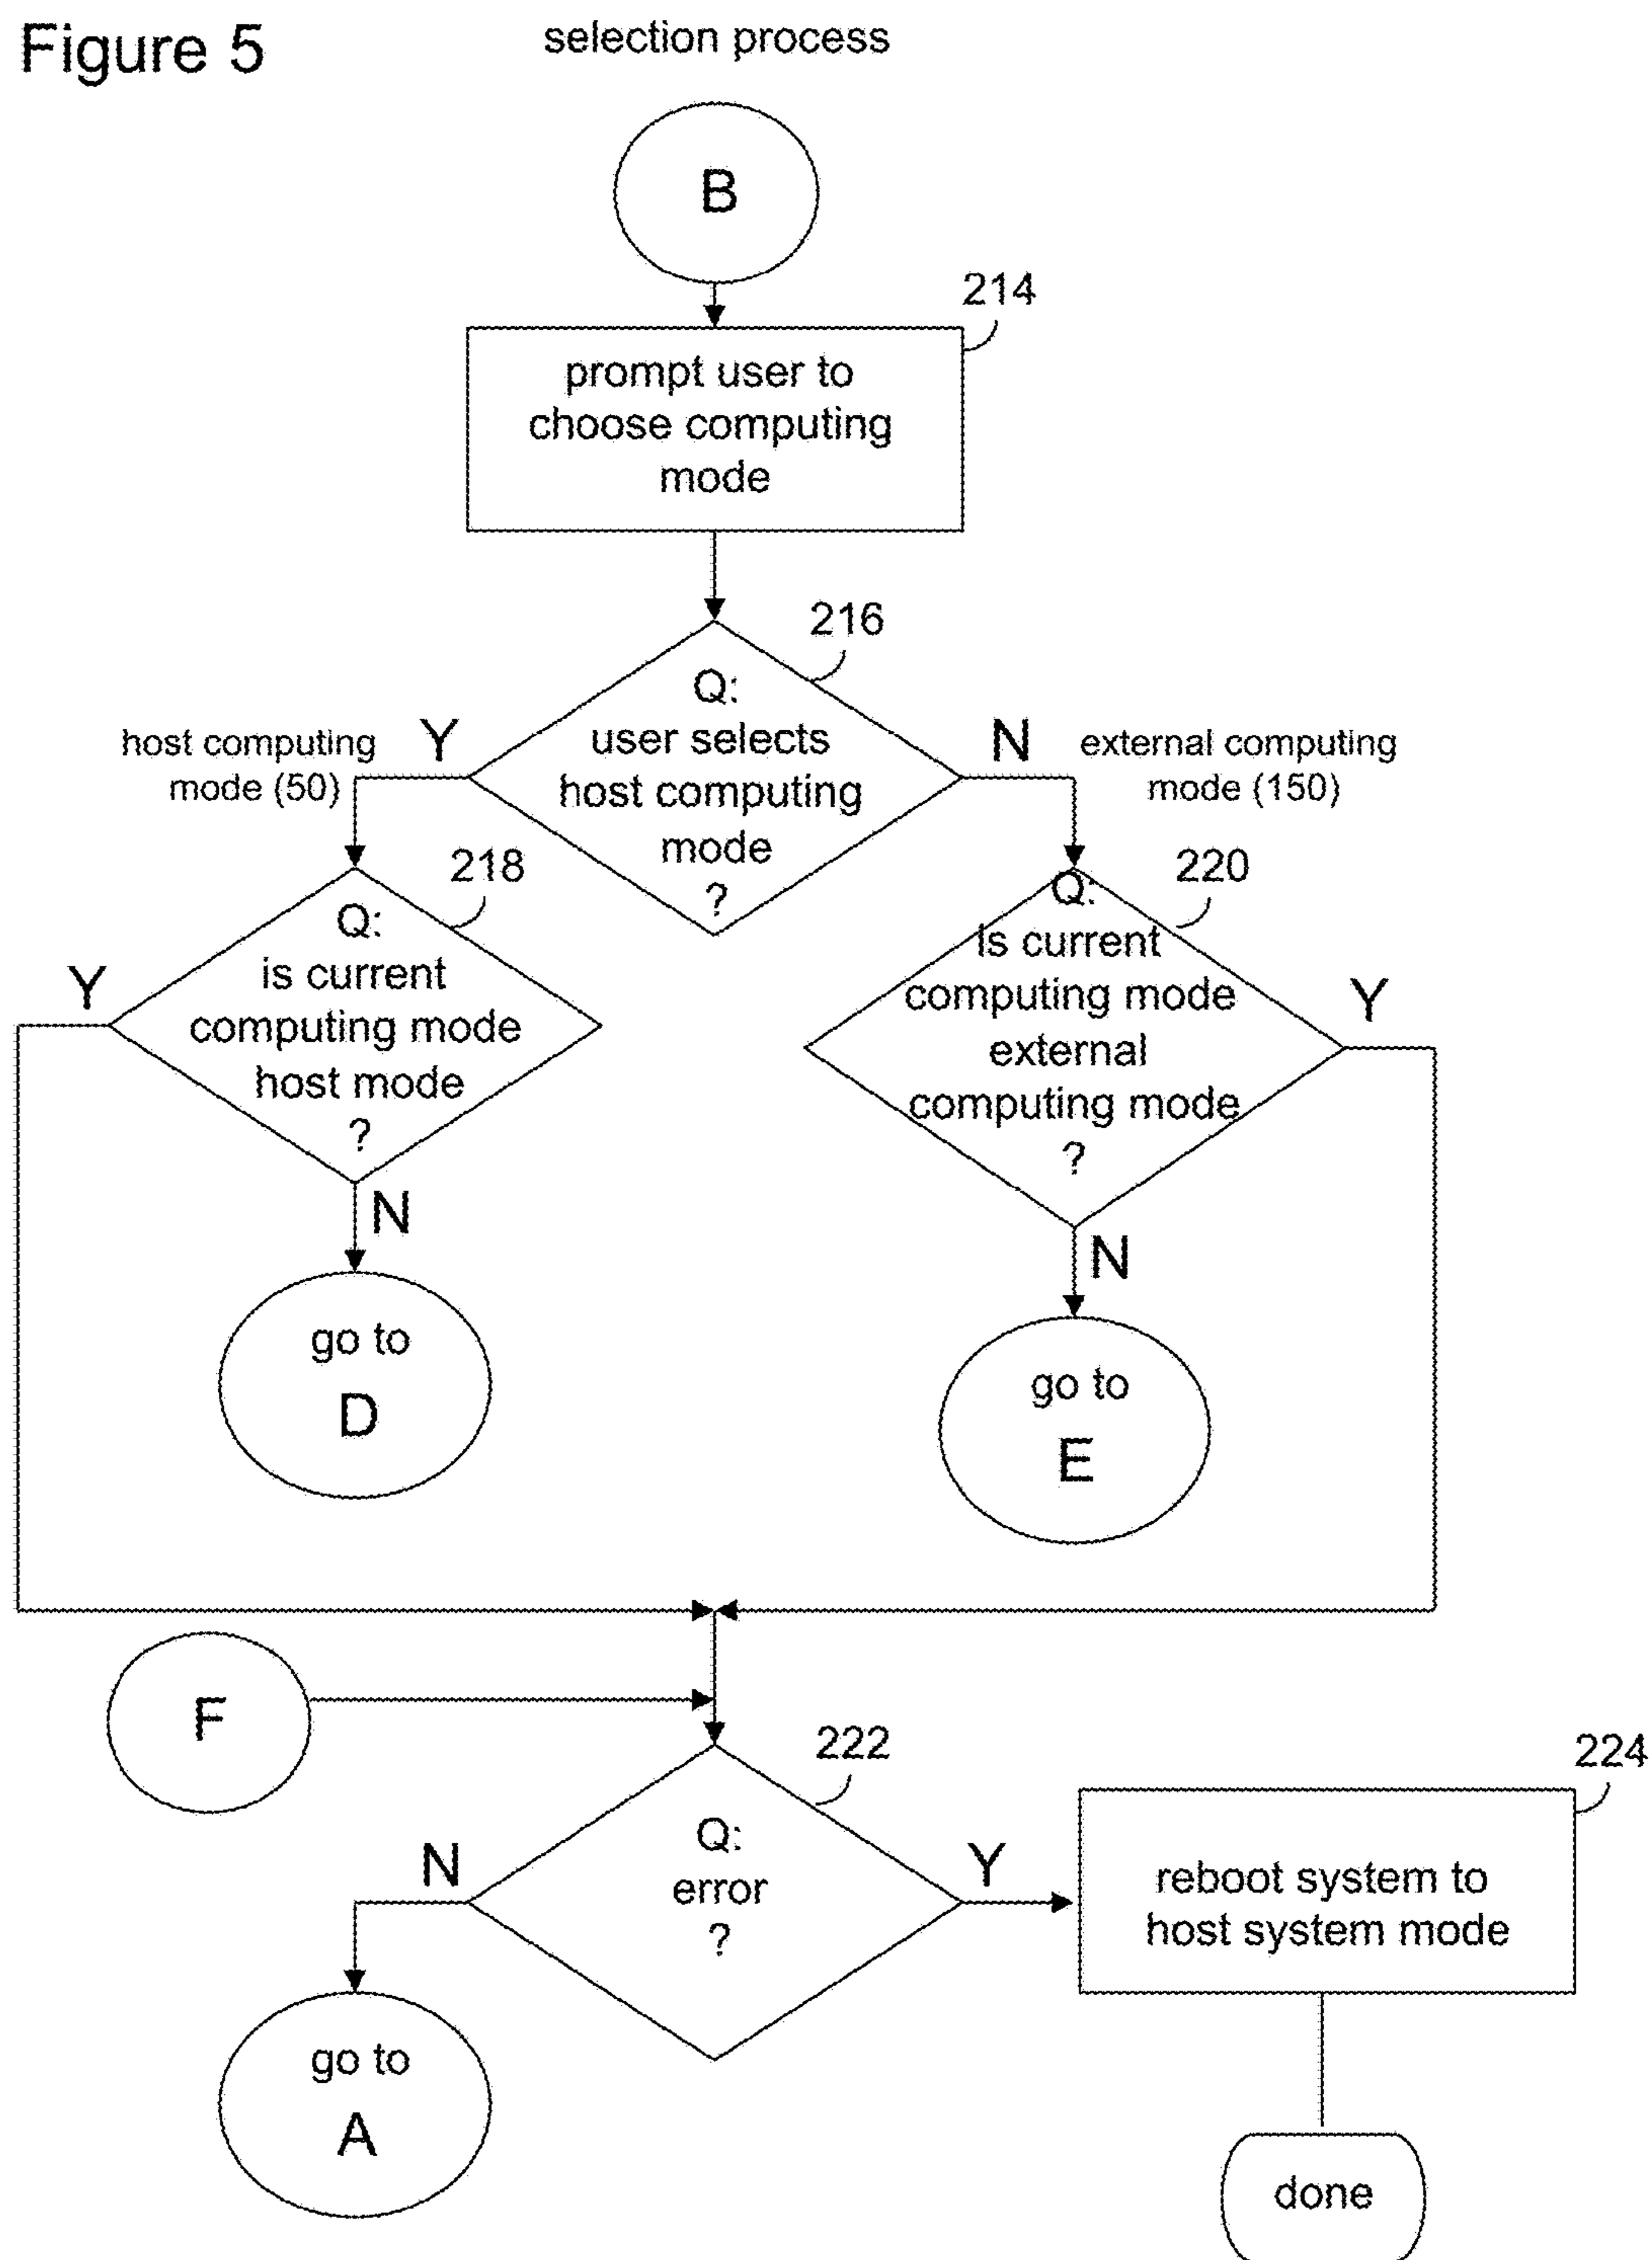 Figure 5
selection process
B
214
prompt user to
choose computing
mode
216
Q:
user selects
host computing
mode
?
Y
host computing
mode (50)
N
external computing
mode (150)
218
Q:
is current
computing mode
host mode
?
Y
N
go to
D
220
Q:
Is current
computing mode
external
computing mode
?
Y
N
go to
E
F
222
Q:
error
?
N
Y
224
reboot system to
host system mode
go to
A
done